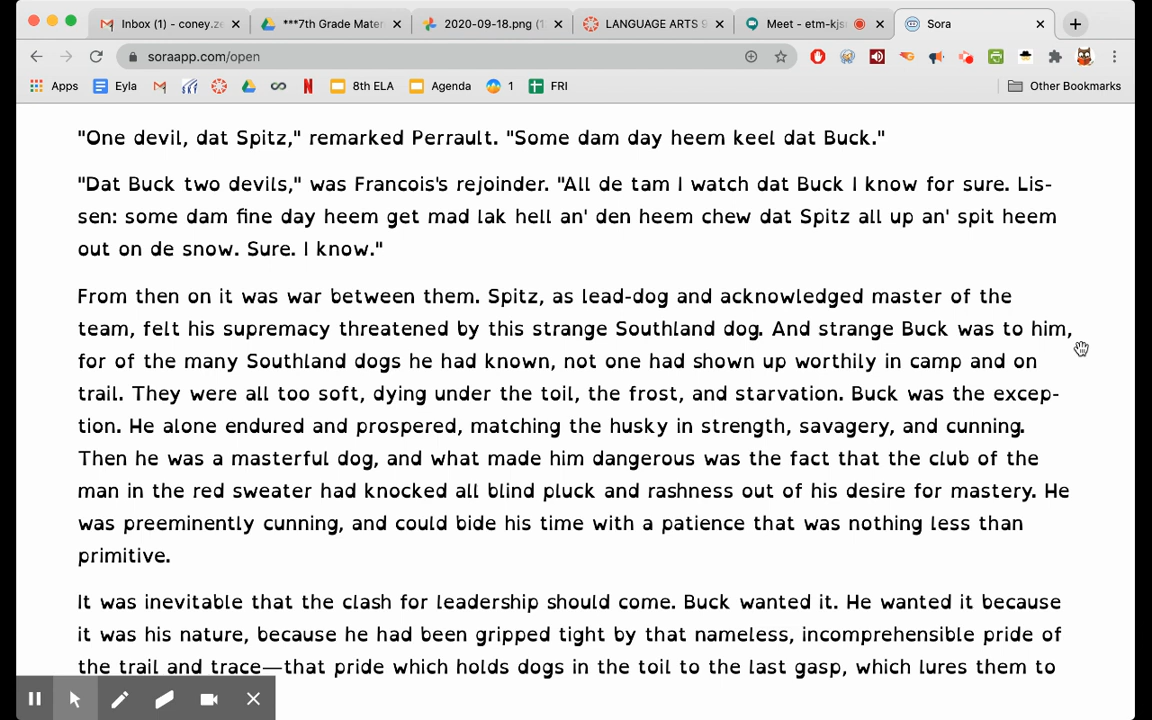 Inbox (1) - coney.ze
***7th Grade Mater
2020-09-18.png (1
LANGUAGE ARTS 9
Meet - etm-kjs
Sora
soraapp.com/open
Apps
Eyla
8th ELA
Agenda
1
FRI
Other Bookmarks
"One devil, dat Spitz," remarked Perrault. "Some dam day heem keel dat Buck."
"Dat Buck two devils," was Francois's rejoinder. "All de tam I watch dat Buck I know for sure. Lis-
sen: some dam fine day heem get mad lak hell an' den heem chew dat Spitz all up an' spit heem
out on de snow. Sure. I know."
From then on it was war between them. Spitz, as lead-dog and acknowledged master of the
team, felt his supremacy threatened by this strange Southland dog. And strange Buck was to him,
for of the many Southland dogs he had known, not one had shown up worthily in camp and on
trail. They were all too soft, dying under the toil, the frost, and starvation. Buck was the excep-
tion. He alone endured and prospered, matching the husky in strength, savagery, and cunning.
Then he was a masterful dog, and what made him dangerous was the fact that the club of the
man in the red sweater had knocked all blind pluck and rashness out of his desire for mastery. He
was preeminently cunning, and could bide his time with a patience that was nothing less than
primitive.
It was inevitable that the clash for leadership should come. Buck wanted it. He wanted it because
it was his nature, because he had been gripped tight by that nameless, incomprehensible pride of
the trail and trace—that pride which holds dogs in the toil to the last gasp, which lures them to